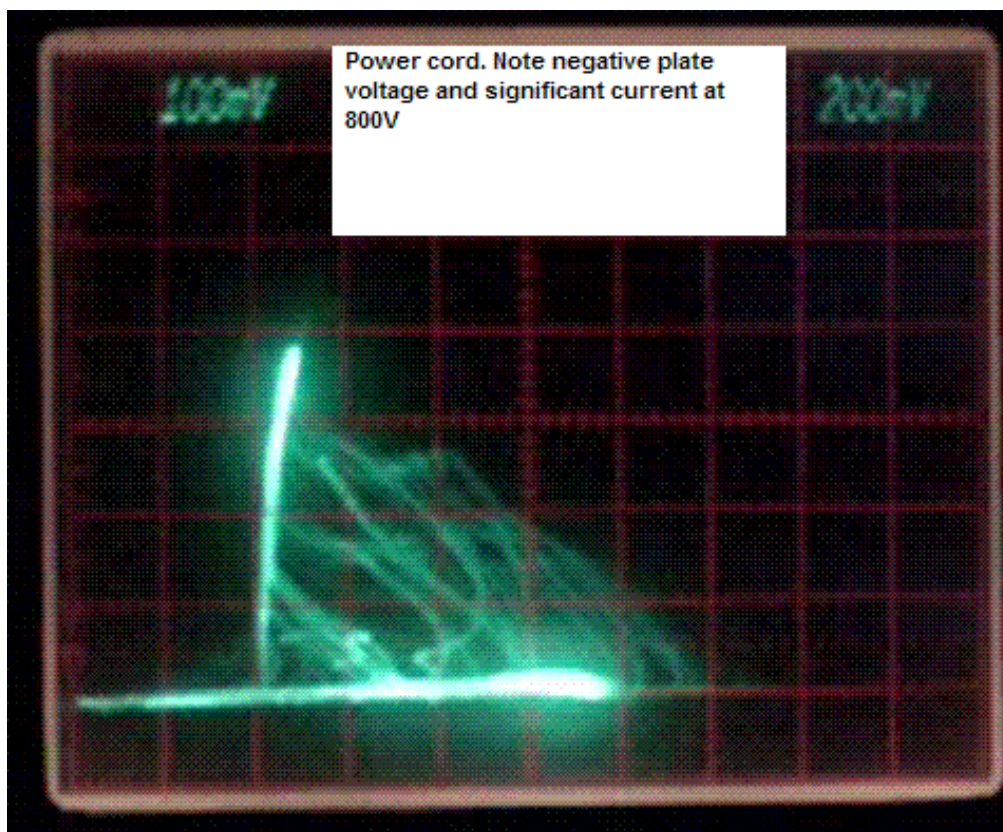 100mV
Power cord. Note negative plate
voltage and significant current at
800V
200mV